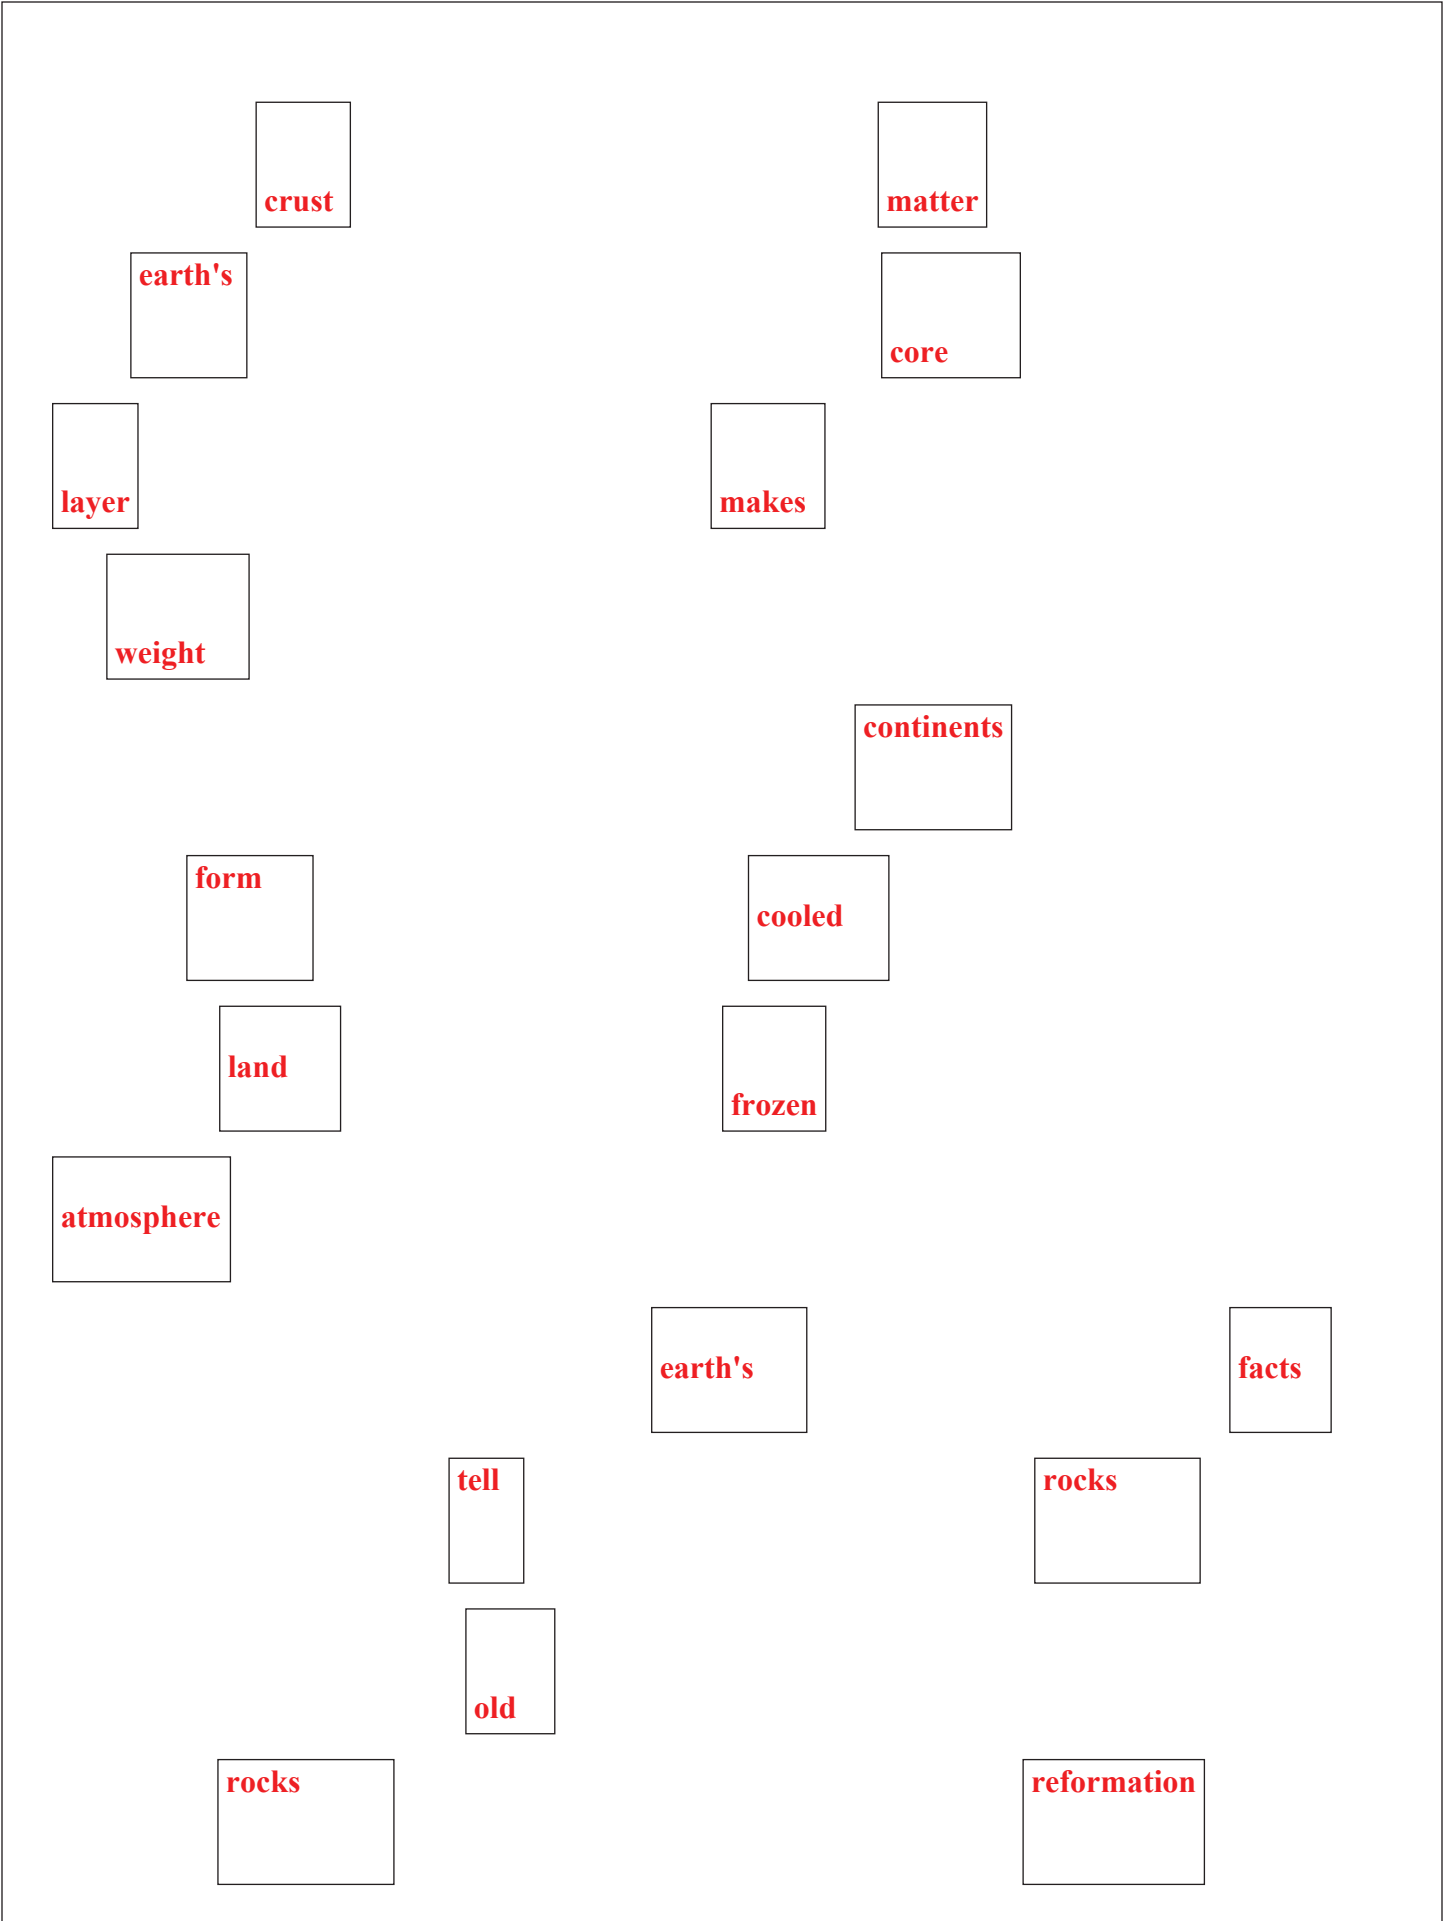 crust matter
earth's core
layer makes
weight
continents
form cooled
land frozen
atmosphere
earth's facts
tell rocks
old
rocks reformation